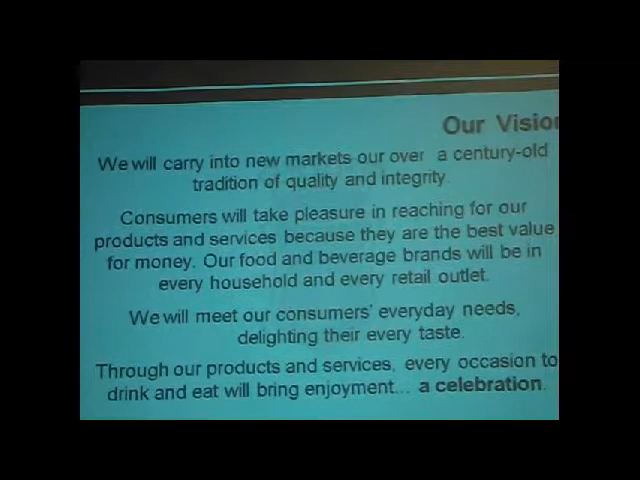 Our Vision
We will carry into new markets our over a century-old
tradition of quality and integrity.
Consumers will take pleasure in reaching for our
products and services because they are the best value
for money. Our food and beverage brands will be in
every household and every retail outlet.
We will meet our consumers' everyday needs,
delighting their every taste.
Through our products and services, every occasion to
drink and eat will bring enjoyment... a celebration.